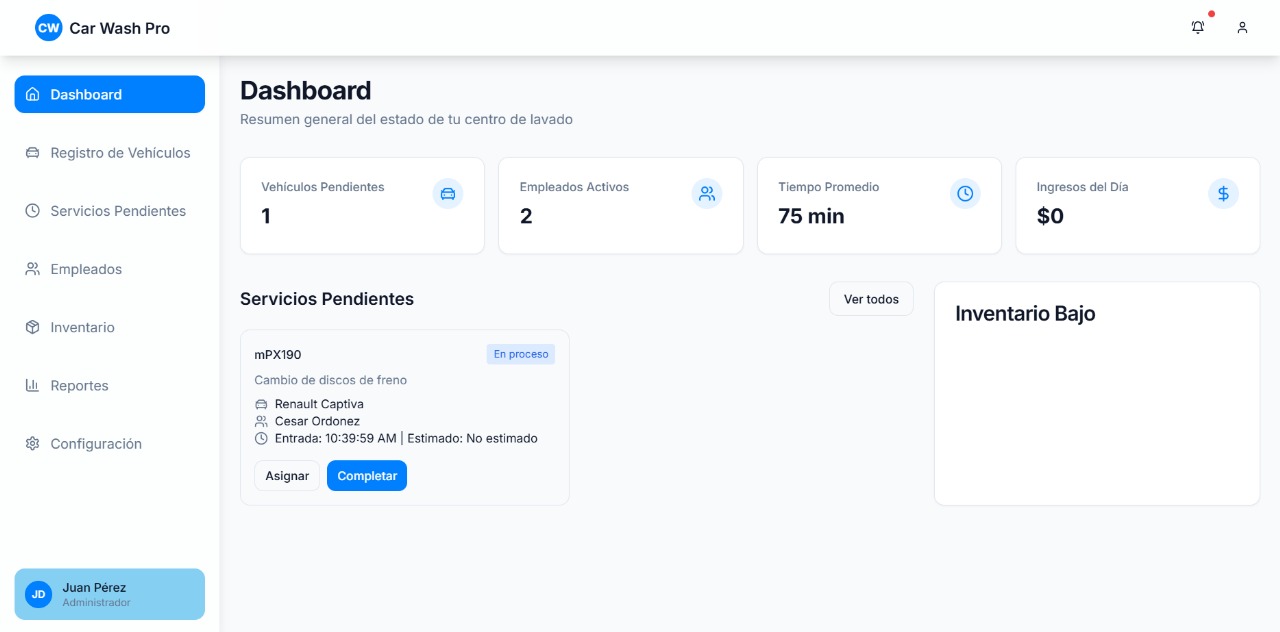 CW Car Wash Pro
Dashboard
Registro de Vehículos
Servicios Pendientes
Empleados
Inventario
Reportes
Configuración
JD
Juan Pérez
Administrador
Dashboard
Resumen general del estado de tu centro de lavado
Vehículos Pendientes
1
Empleados Activos
2
Tiempo Promedio
75 min
Ingresos del Día
$0
Servicios Pendientes
Ver todos
mPX190
En proceso
Cambio de discos de freno
Renault Captiva
Cesar Ordonez
Entrada: 10:39:59 AM | Estimado: No estimado
Asignar
Completar
Inventario Bajo